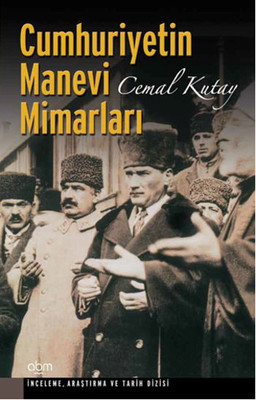 Cumhuriyetin
Manevi
Cemal Kutay
Mimarları
abm
İNCELEME, ARAŞTIRMA VE TARİH DİZİSİ